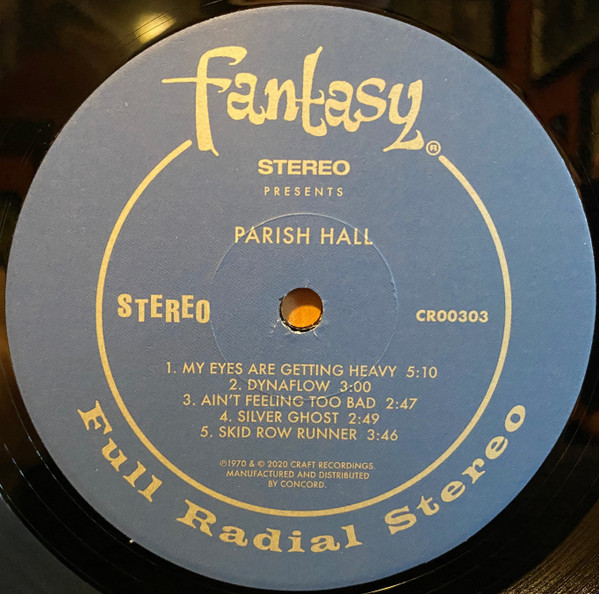 fantasy®
STEREO
PRESENTS
PARISH HALL
STEREO
CR00303
1. MY EYES ARE GETTING HEAVY 5:10
2. DYNAFLOW 3:00
3. AIN'T FEELING TOO BAD 2:47
4. SILVER GHOST 2:49
5. SKID ROW RUNNER 3:46
℗1970 & © 2020 CRAFT RECORDINGS.
MANUFACTURED AND DISTRIBUTED
BY CONCORD.
Full Radial Stereo